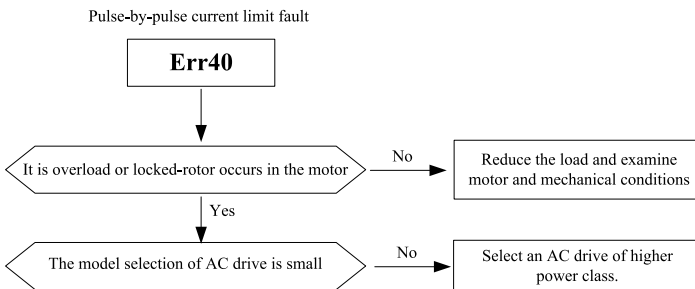 Pulse-by-pulse current limit fault
Err40
It is overload or locked-rotor occurs in the motor
No
Reduce the load and examine
motor and mechanical conditions
Yes
The model selection of AC drive is small
No
Select an AC drive of higher
power class.